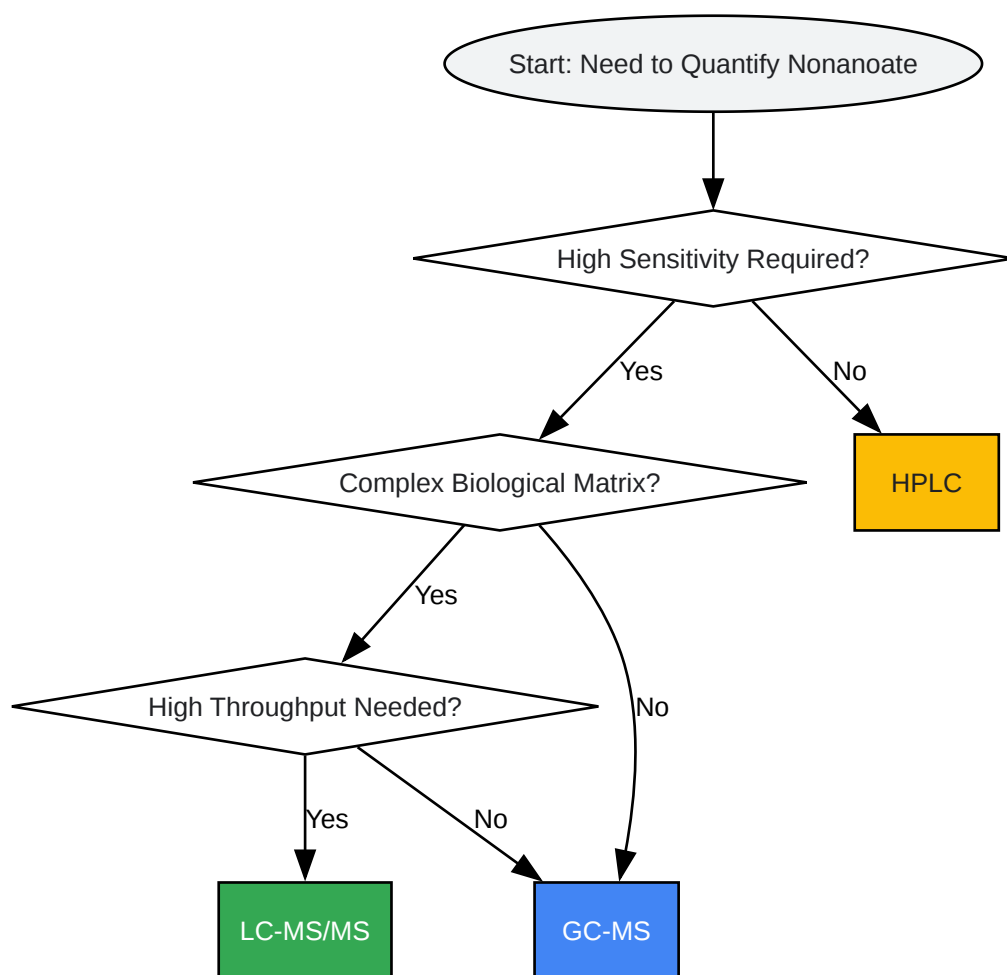 Start: Need to Quantify Nonanoate
High Sensitivity Required?
Yes
No
Complex Biological Matrix?
HPLC
Yes
High Throughput Needed?
No
Yes
No
LC-MS/MS
GC-MS